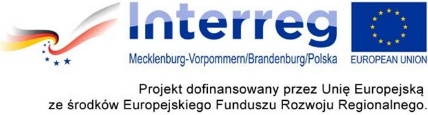 Interreg
Mecklenburg-Vorpommern/Brandenburg/Polska
EUROPEAN UNION
Projekt dofinansowany przez Unię Europejską
ze środków Europejskiego Funduszu Rozwoju Regionalnego.